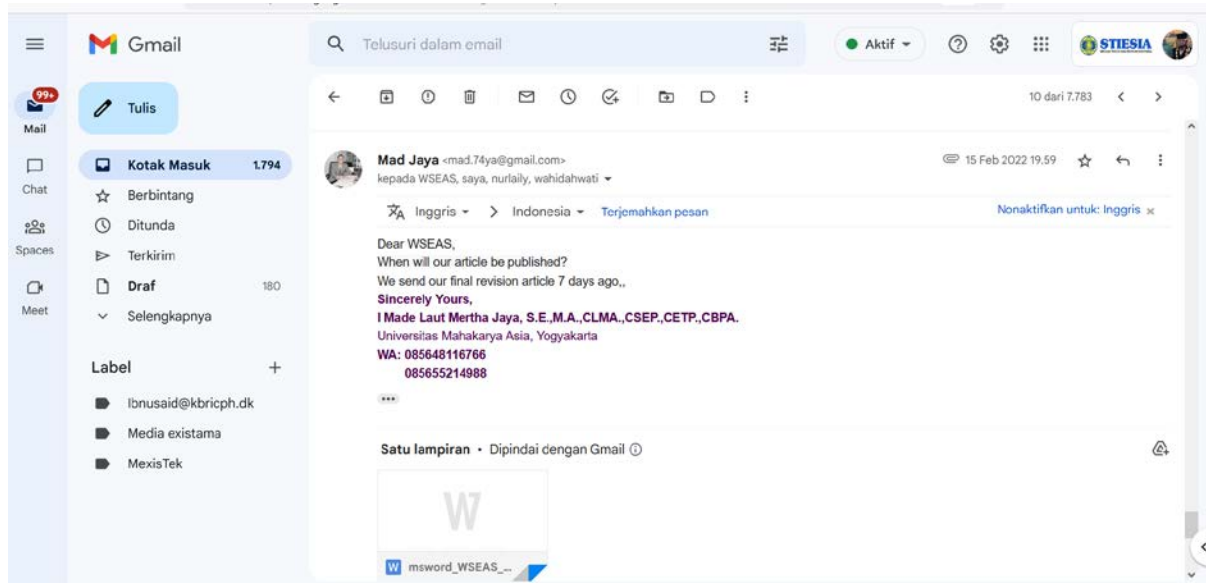 Gmail
Telusuri dalam email
Aktif
STIESIA
99+
Mail
Chat
Spaces
Meet
Tulis
Kotak Masuk 1.794
Berbintang
Ditunda
Terkirim
Draf 180
Selengkapnya
Label +
Ibnusaid@kbricph.dk
Media existama
MexisTek
10 dari 7.783
Mad Jaya <mad.74ya@gmail.com>
15 Feb 2022 19.59
kepada WSEAS, saya, nurlaily, wahidahwati
Inggris > Indonesia Terjemahkan pesan
Nonaktifkan untuk: Inggris x
Dear WSEAS,
When will our article be published?
We send our final revision article 7 days ago,,
Sincerely Yours,
I Made Laut Mertha Jaya, S.E.,M.A.,CLMA.,CSEP.,CETP.,CBPA.
Universitas Mahakarya Asia, Yogyakarta
WA: 085648116766
085655214988
Satu lampiran • Dipindai dengan Gmail
W
W msword_WSEAS_...